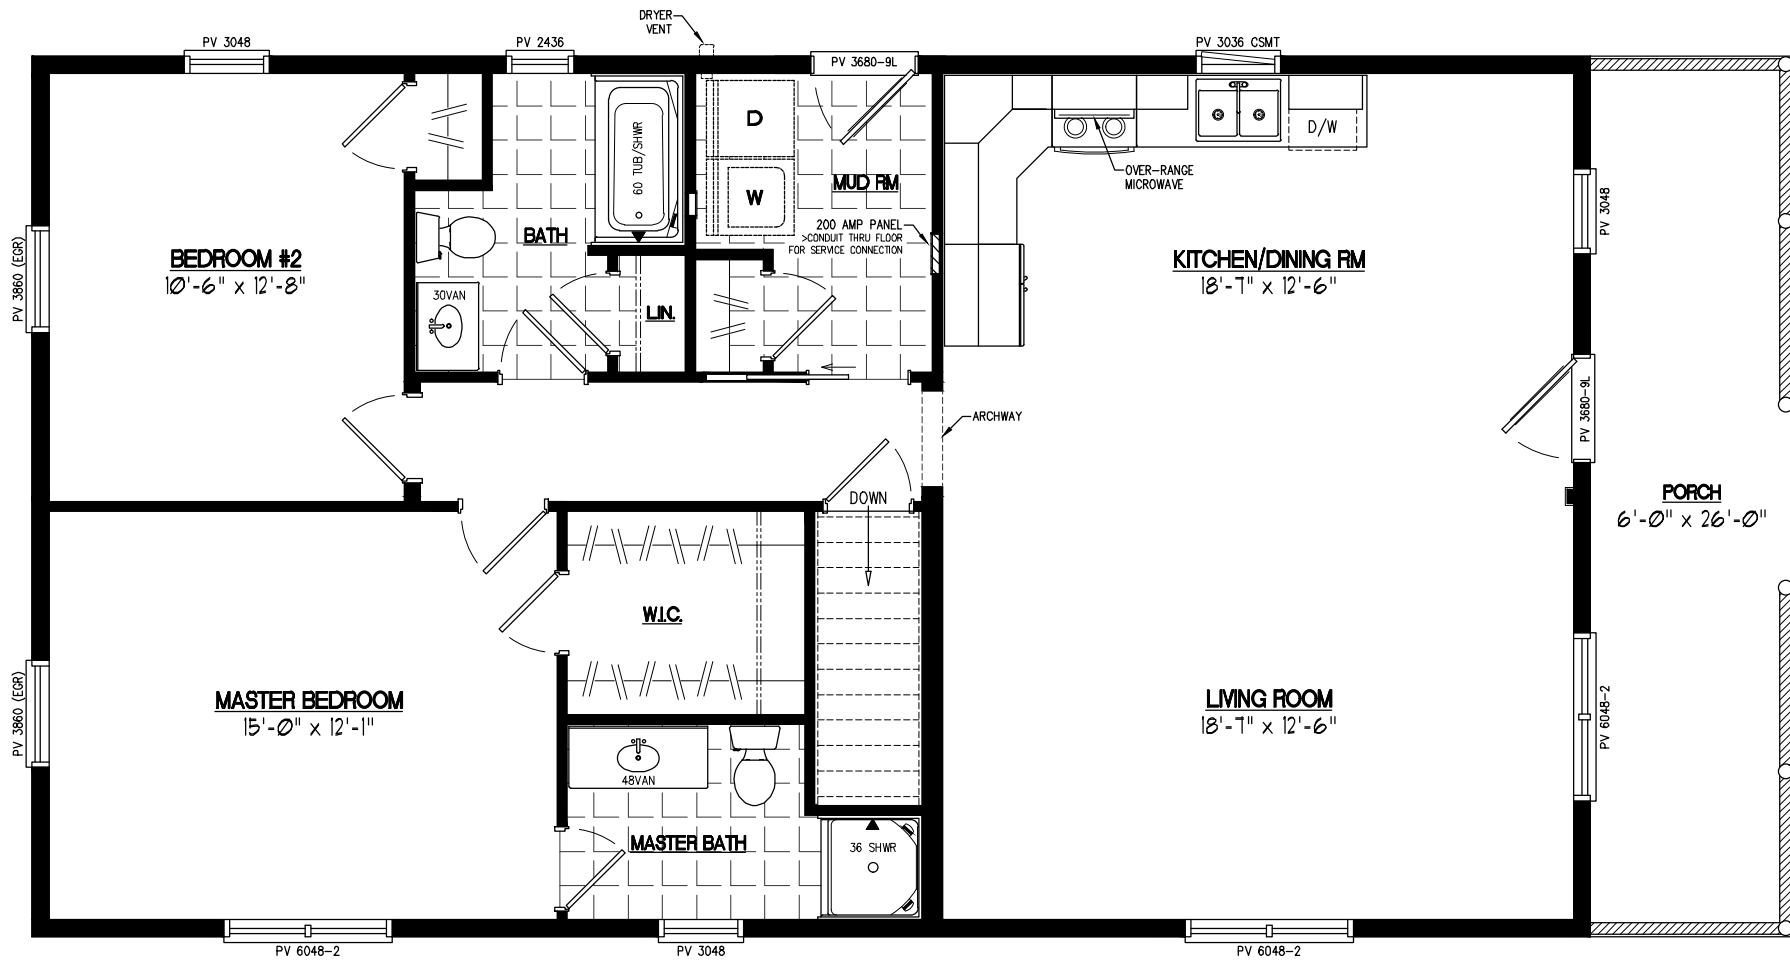 DRYER
VENT
PV 3048
PV 2436
PV 3680-9L
PV 3036 CSMT
D
W
60 TUB/SHWR
MUD RM
D/W
OVER-RANGE
MICROWAVE
PV 3048
200 AMP PANEL
>CONDUIT THRU FLOOR
FOR SERVICE CONNECTION
BATH
PV 3860 (EGR)
BEDROOM #2
10'-6" x 12'-8"
KITCHEN/DINING RM
18'-7" x 12'-6"
30VAN
LIN.
ARCHWAY
PV 3680-9L
DOWN
PORCH
6'-0" x 26'-0"
W.I.C.
PV 3860 (EGR)
MASTER BEDROOM
15'-0" x 12'-1"
LIVING ROOM
18'-7" x 12'-6"
PV 6048-2
48VAN
MASTER BATH
36 SHWR
PV 6048-2
PV 3048
PV 6048-2